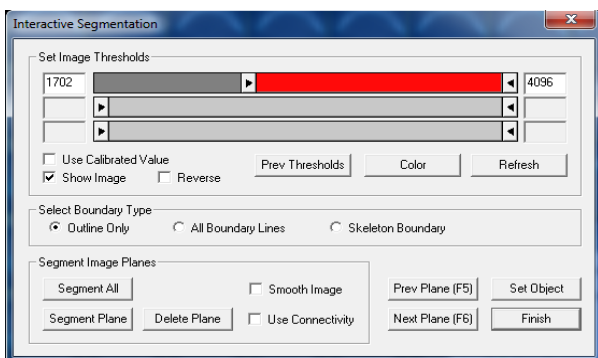 Interactive Segmentation
Set Image Thresholds
1702 4096
Use Calibrated Value
Show Image Reverse Prev Thresholds Color Refresh
Select Boundary Type
Outline Only All Boundary Lines Skeleton Boundary
Segment Image Planes
Segment All Smooth Image Prev Plane (F5) Set Object
Segment Plane Delete Plane Use Connectivity Next Plane (F6) Finish